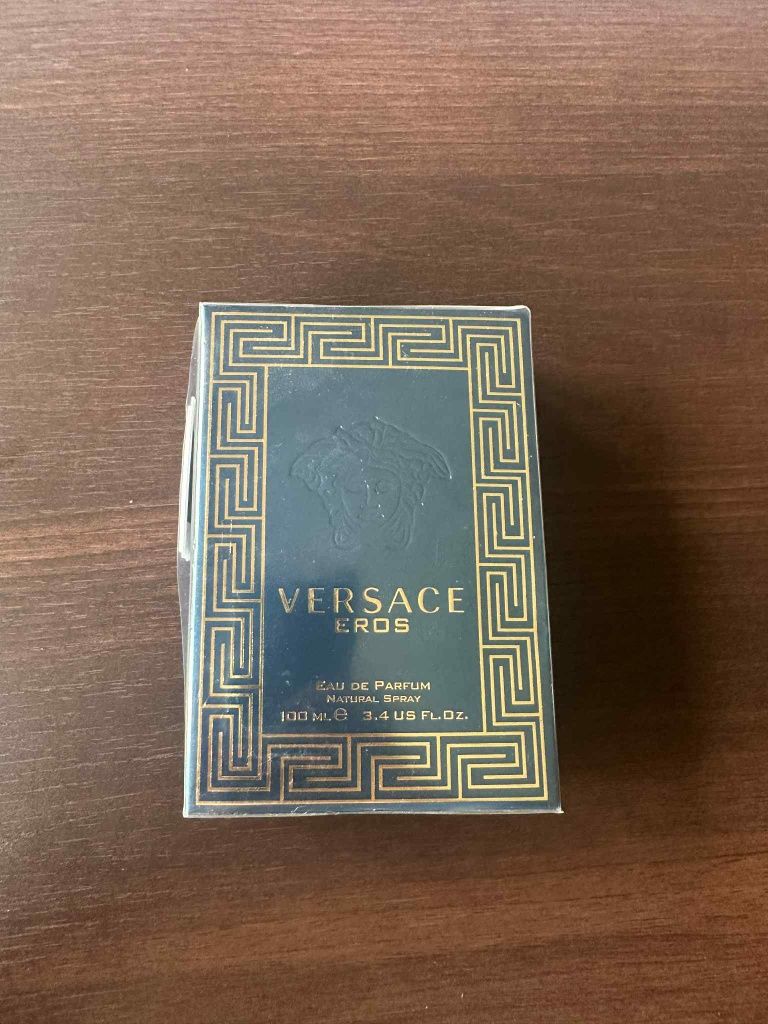 VERSACE
EROS
EAU DE PARFUM
NATURAL SPRAY
100 ML e 3.4 US FL.OZ.